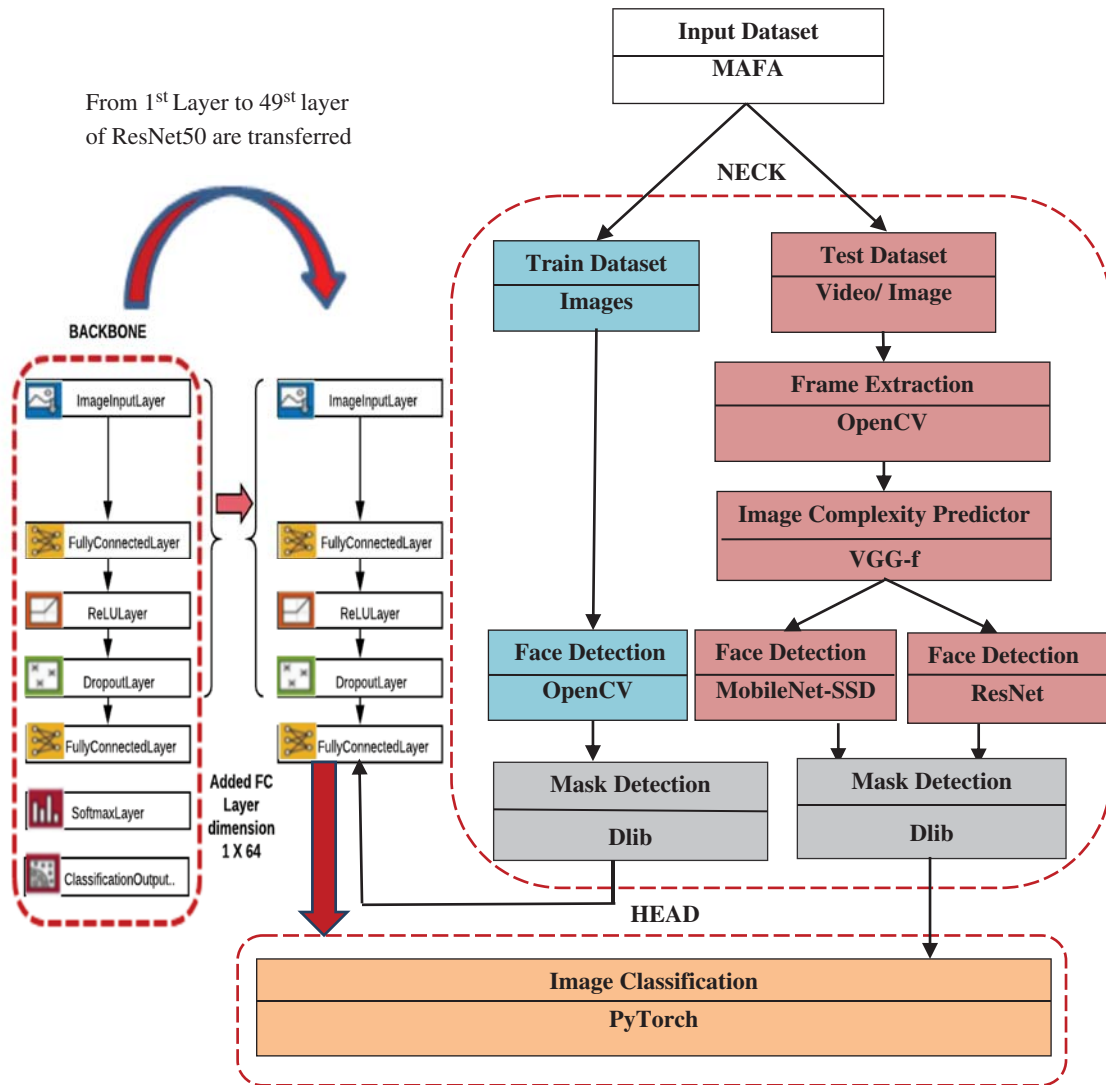 Input Dataset
MAFA
From 1st Layer to 49st layer
of ResNet50 are transferred
NECK
Train Dataset
Images
Test Dataset
Video/ Image
Frame Extraction
OpenCV
Image Complexity Predictor
VGG-f
Face Detection
OpenCV
Face Detection
MobileNet-SSD
Face Detection
ResNet
Mask Detection
Dlib
Mask Detection
Dlib
BACKBONE
ImageInputLayer
FullyConnectedLayer
ReLULayer
DropoutLayer
FullyConnectedLayer
SoftmaxLayer
ClassificationOutput..
ImageInputLayer
FullyConnectedLayer
ReLULayer
DropoutLayer
FullyConnectedLayer
Added FC
Layer
dimension
1 X 64
HEAD
Image Classification
PyTorch